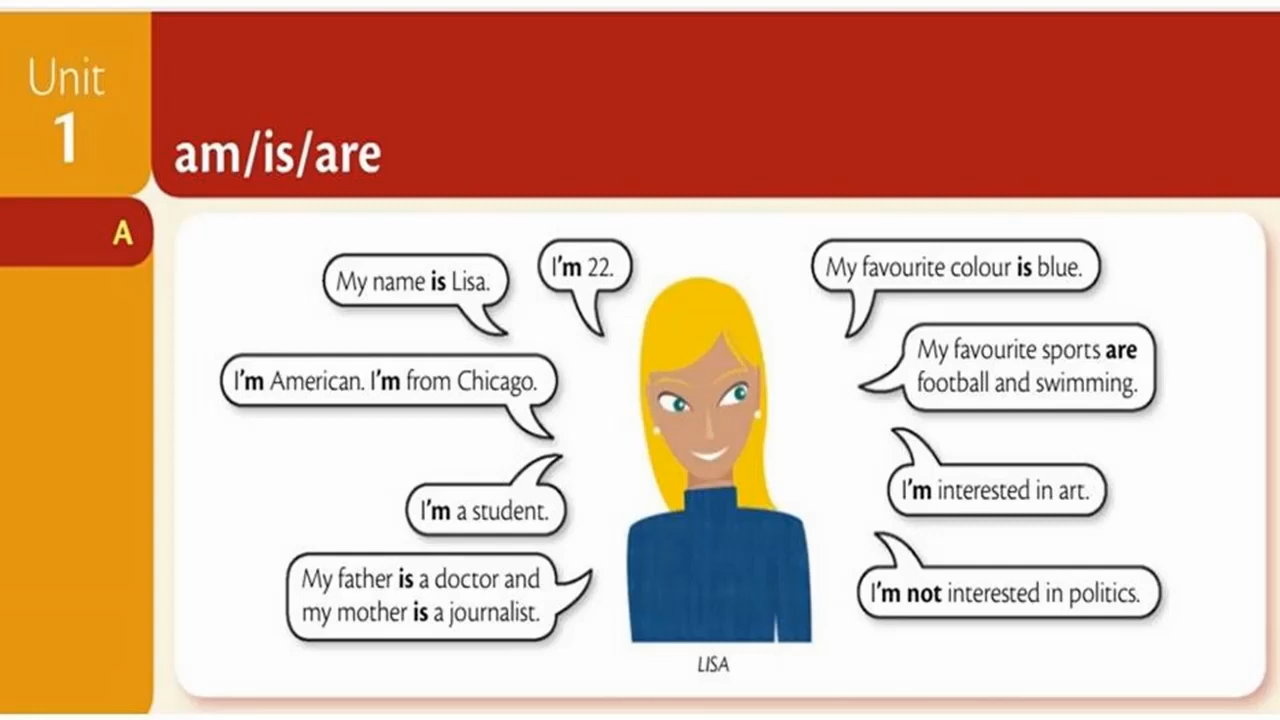 Unit
1
am/is/are
A
My name is Lisa.
I'm 22.
I'm American. I'm from Chicago.
I'm a student.
My father is a doctor and
my mother is a journalist.
My favourite colour is blue.
My favourite sports are
football and swimming.
I'm interested in art.
I'm not interested in politics.
LISA